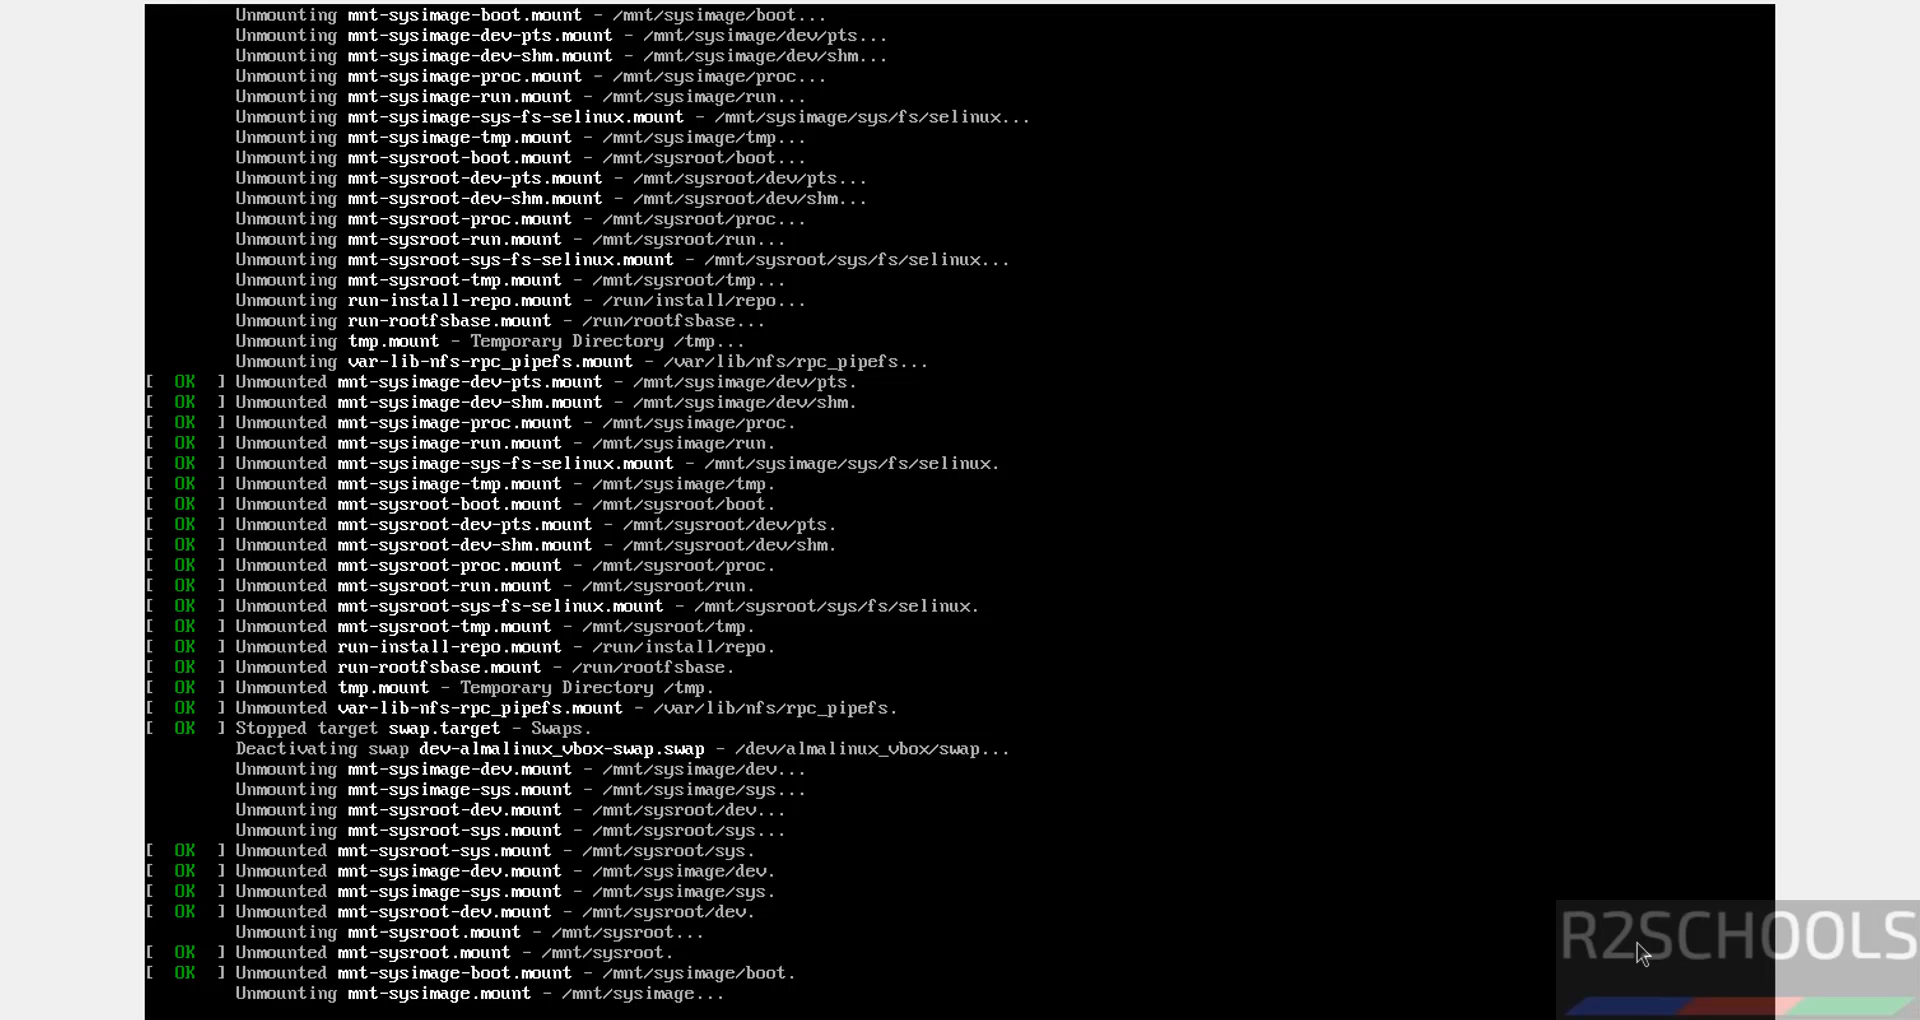 Unmounting mnt-sysimage-boot.mount - /mnt/sysimage/boot...
Unmounting mnt-sysimage-dev-pts.mount - /mnt/sysimage/dev/pts...
Unmounting mnt-sysimage-dev-shm.mount - /mnt/sysimage/dev/shm...
Unmounting mnt-sysimage-proc.mount - /mnt/sysimage/proc...
Unmounting mnt-sysimage-run.mount - /mnt/sysimage/run...
Unmounting mnt-sysimage-sys-fs-selinux.mount - /mnt/sysimage/sys/fs/selinux...
Unmounting mnt-sysimage-tmp.mount - /mnt/sysimage/tmp...
Unmounting mnt-sysroot-boot.mount - /mnt/sysroot/boot...
Unmounting mnt-sysroot-dev-pts.mount - /mnt/sysroot/dev/pts...
Unmounting mnt-sysroot-dev-shm.mount - /mnt/sysroot/dev/shm...
Unmounting mnt-sysroot-proc.mount - /mnt/sysroot/proc...
Unmounting mnt-sysroot-run.mount - /mnt/sysroot/run...
Unmounting mnt-sysroot-sys-fs-selinux.mount - /mnt/sysroot/sys/fs/selinux...
Unmounting mnt-sysroot-tmp.mount - /mnt/sysroot/tmp...
Unmounting run-install-repo.mount - /run/install/repo...
Unmounting run-rootfsbase.mount - /run/rootfsbase...
Unmounting tmp.mount - Temporary Directory /tmp...
Unmounting var-lib-nfs-rpc_pipefs.mount - /var/lib/nfs/rpc_pipefs...
[ OK ] Unmounted mnt-sysimage-dev-pts.mount - /mnt/sysimage/dev/pts.
[ OK ] Unmounted mnt-sysimage-dev-shm.mount - /mnt/sysimage/dev/shm.
[ OK ] Unmounted mnt-sysimage-proc.mount - /mnt/sysimage/proc.
[ OK ] Unmounted mnt-sysimage-run.mount - /mnt/sysimage/run.
[ OK ] Unmounted mnt-sysimage-sys-fs-selinux.mount - /mnt/sysimage/sys/fs/selinux.
[ OK ] Unmounted mnt-sysimage-tmp.mount - /mnt/sysimage/tmp.
[ OK ] Unmounted mnt-sysroot-boot.mount - /mnt/sysroot/boot.
[ OK ] Unmounted mnt-sysroot-dev-pts.mount - /mnt/sysroot/dev/pts.
[ OK ] Unmounted mnt-sysroot-dev-shm.mount - /mnt/sysroot/dev/shm.
[ OK ] Unmounted mnt-sysroot-proc.mount - /mnt/sysroot/proc.
[ OK ] Unmounted mnt-sysroot-run.mount - /mnt/sysroot/run.
[ OK ] Unmounted mnt-sysroot-sys-fs-selinux.mount - /mnt/sysroot/sys/fs/selinux.
[ OK ] Unmounted mnt-sysroot-tmp.mount - /mnt/sysroot/tmp.
[ OK ] Unmounted run-install-repo.mount - /run/install/repo.
[ OK ] Unmounted run-rootfsbase.mount - /run/rootfsbase.
[ OK ] Unmounted tmp.mount - Temporary Directory /tmp.
[ OK ] Unmounted var-lib-nfs-rpc_pipefs.mount - /var/lib/nfs/rpc_pipefs.
[ OK ] Stopped target swap.target - Swaps.
Deactivating swap dev-almalinux_vbox-swap.swap - /dev/almalinux_vbox/swap...
Unmounting mnt-sysimage-dev.mount - /mnt/sysimage/dev...
Unmounting mnt-sysimage-sys.mount - /mnt/sysimage/sys...
Unmounting mnt-sysroot-dev.mount - /mnt/sysroot/dev...
Unmounting mnt-sysroot-sys.mount - /mnt/sysroot/sys...
[ OK ] Unmounted mnt-sysroot-sys.mount - /mnt/sysroot/sys.
[ OK ] Unmounted mnt-sysimage-dev.mount - /mnt/sysimage/dev.
[ OK ] Unmounted mnt-sysimage-sys.mount - /mnt/sysimage/sys.
[ OK ] Unmounted mnt-sysroot-dev.mount - /mnt/sysroot/dev.
Unmounting mnt-sysroot.mount - /mnt/sysroot...
[ OK ] Unmounted mnt-sysroot.mount - /mnt/sysroot.
[ OK ] Unmounted mnt-sysimage-boot.mount - /mnt/sysimage/boot.
Unmounting mnt-sysimage.mount - /mnt/sysimage...
R2SCHOOLS